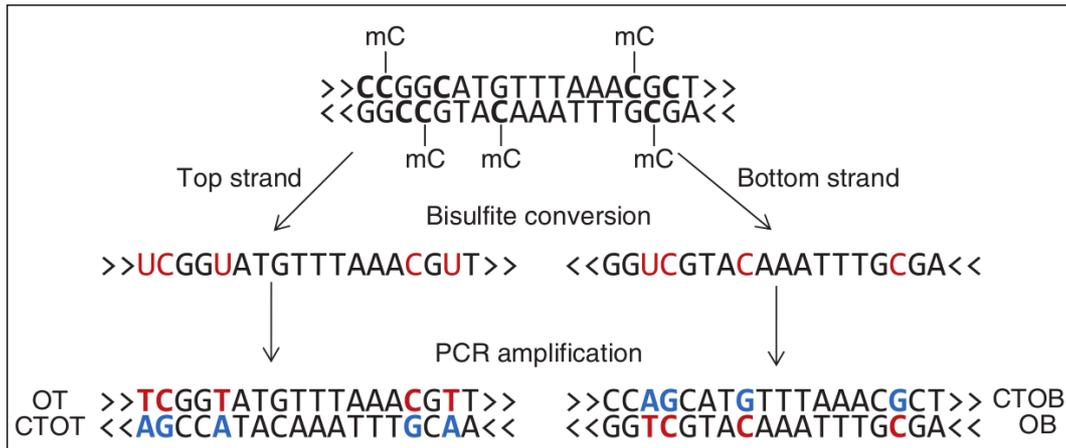 mC mC
>>CCGGCATGTTTAAACGCT>>
<<GGCCGTACAAATTTGCGA<<
mC mC mC
Top strand Bottom strand
Bisulfite conversion
>>UCGGUATGTTTAAACGUT>> <<GGUCGTACAAATTTGCGA<<
PCR amplification
OT >>TCGGTATGTTTAAACGTT>> >>CCAGCATGTTTAAACGCT>> CTOB
CTOT <<AGCCATACAAATTTGCAA<< <<GGTCGTACAAATTTGCGA<< OB